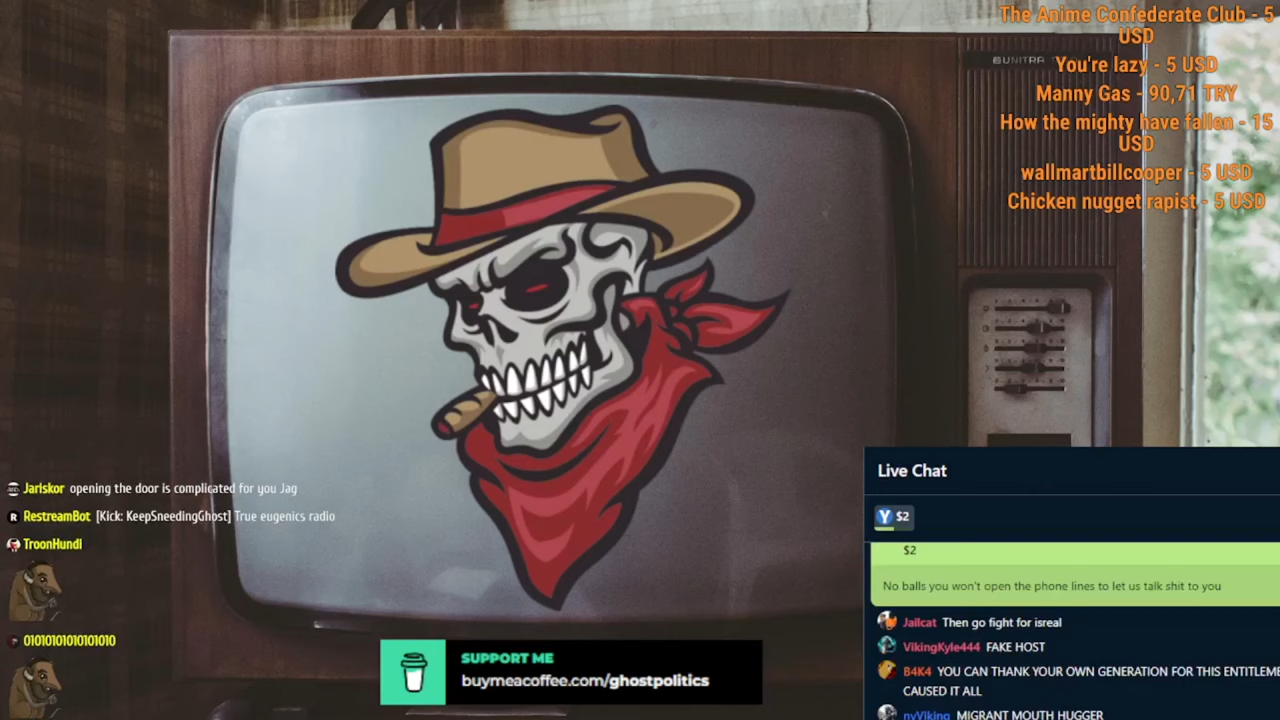 The Anime Confederate Club - 5
USD
You're lazy - 5 USD
Manny Gas - 90,71 TRY
How the mighty have fallen - 15
USD
wallmartbillcooper - 5 USD
Chicken nugget rapist - 5 USD
UNITRA
Jariskor opening the door is complicated for you Jag
RestreamBot [Kick: KeepSneedingGhost] True eugenics radio
TroonHundi
01010101010101010
SUPPORT ME
buymeacoffee.com/ghostpolitics
Live Chat
Y $2
$2
No balls you won't open the phone lines to let us talk shit to you
Jailcat Then go fight for isreal
VikingKyle444 FAKE HOST
B4K4 YOU CAN THANK YOUR OWN GENERATION FOR THIS ENTITLEME
CAUSED IT ALL
nyViking MIGRANT MOUTH HUGGER